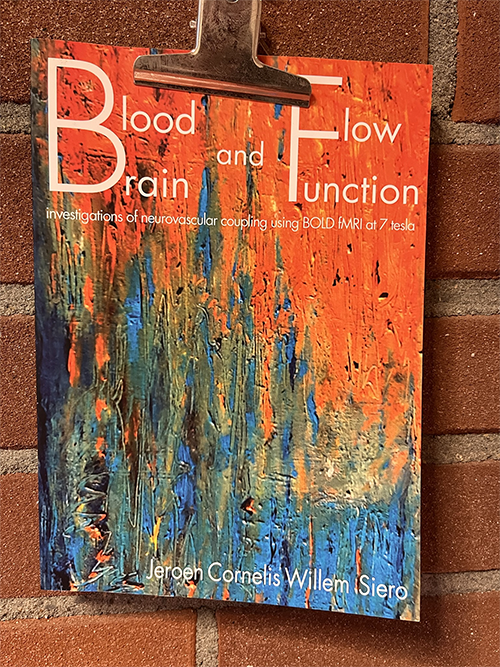 Blood Flow
and
Brain Function
investigations of neurovascular coupling using BOLD fMRI at 7 tesla
Jeroen Cornelis Willem Siero